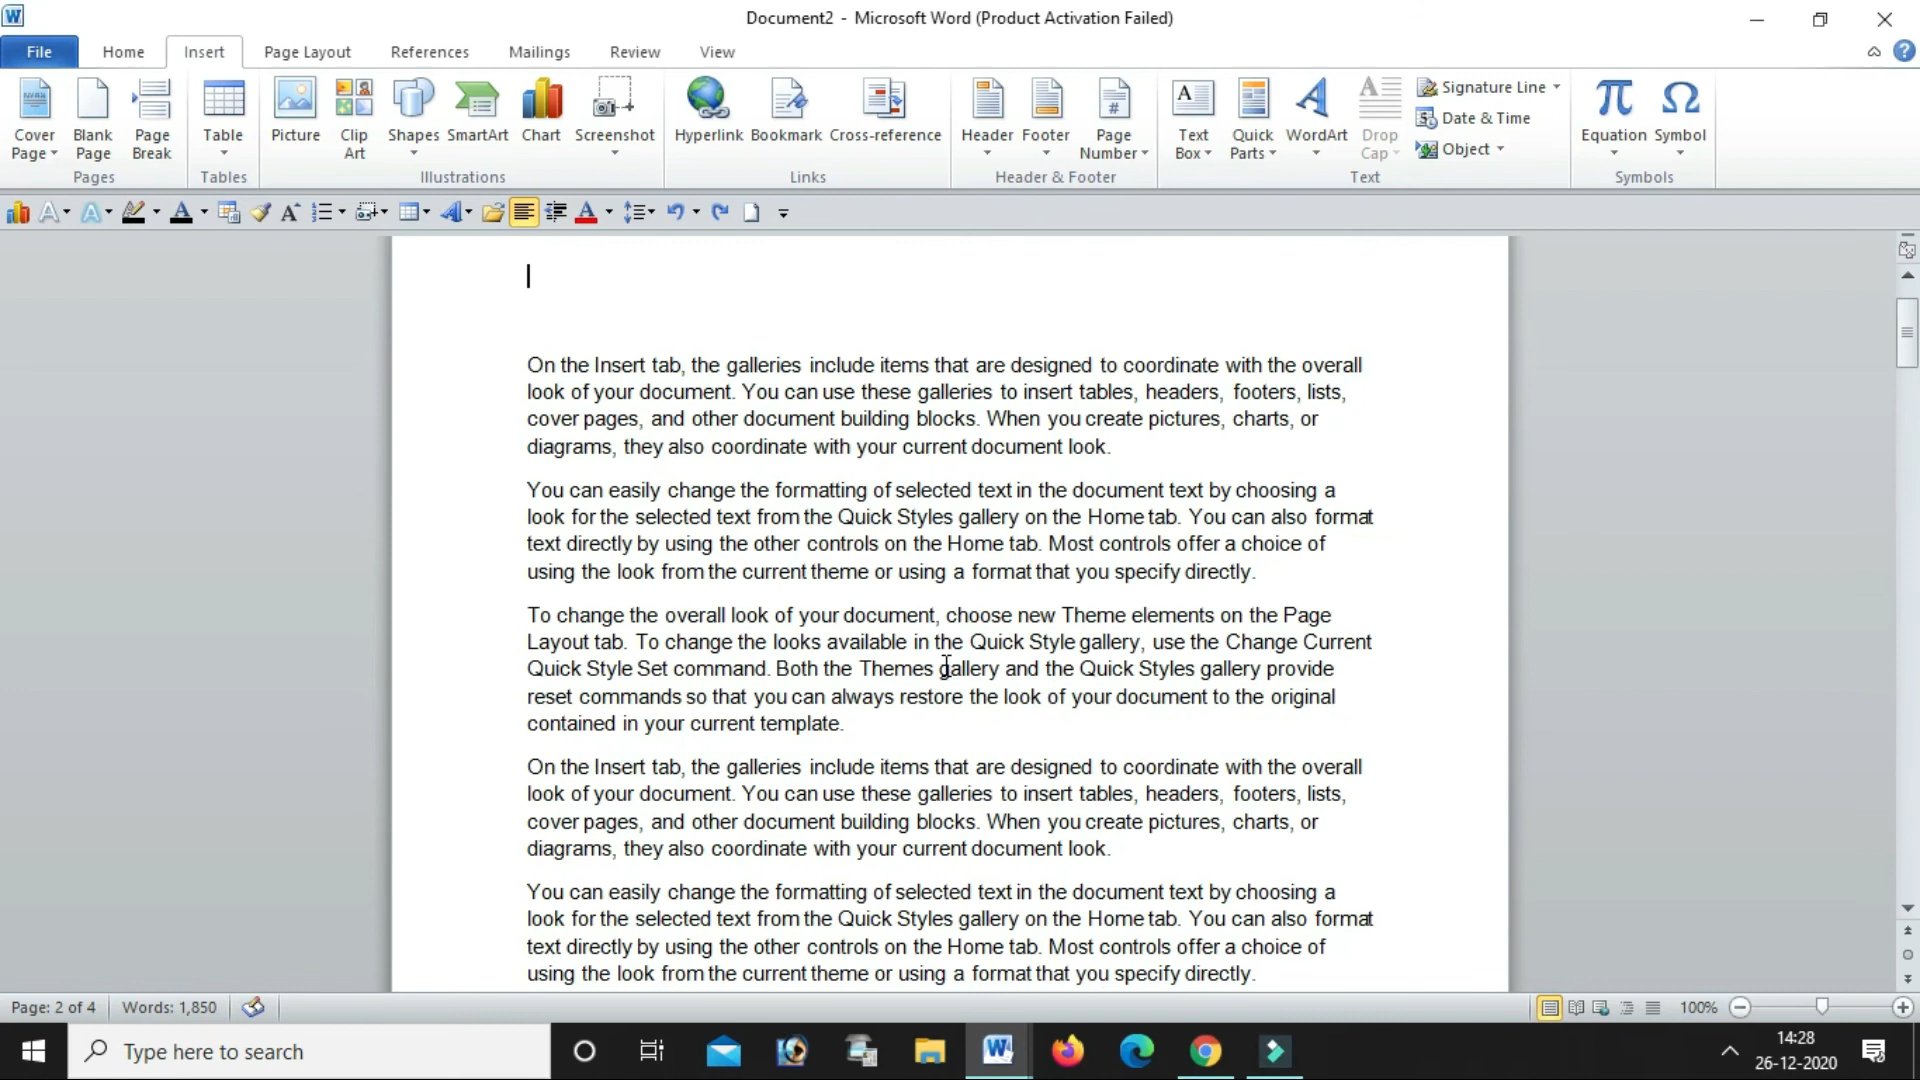 Document2 - Microsoft Word (Product Activation Failed)
File Home Insert Page Layout References Mailings Review View
Cover Page
Blank Page
Page Break
Table
Picture
Clip Art
Shapes
SmartArt
Chart
Screenshot
Hyperlink
Bookmark
Cross-reference
Header
Footer
Page Number
Text Box
Quick Parts
WordArt
Drop Cap
Signature Line
Date & Time
Object
Equation
Symbol
Pages Tables Illustrations Links Header & Footer Text Symbols
On the Insert tab, the galleries include items that are designed to coordinate with the overall
look of your document. You can use these galleries to insert tables, headers, footers, lists,
cover pages, and other document building blocks. When you create pictures, charts, or
diagrams, they also coordinate with your current document look.
You can easily change the formatting of selected text in the document text by choosing a
look for the selected text from the Quick Styles gallery on the Home tab. You can also format
text directly by using the other controls on the Home tab. Most controls offer a choice of
using the look from the current theme or using a format that you specify directly.
To change the overall look of your document, choose new Theme elements on the Page
Layout tab. To change the looks available in the Quick Style gallery, use the Change Current
Quick Style Set command. Both the Themes gallery and the Quick Styles gallery provide
reset commands so that you can always restore the look of your document to the original
contained in your current template.
On the Insert tab, the galleries include items that are designed to coordinate with the overall
look of your document. You can use these galleries to insert tables, headers, footers, lists,
cover pages, and other document building blocks. When you create pictures, charts, or
diagrams, they also coordinate with your current document look.
You can easily change the formatting of selected text in the document text by choosing a
look for the selected text from the Quick Styles gallery on the Home tab. You can also format
text directly by using the other controls on the Home tab. Most controls offer a choice of
using the look from the current theme or using a format that you specify directly.
Page: 2 of 4 Words: 1,850 100%
Type here to search
14:28
26-12-2020